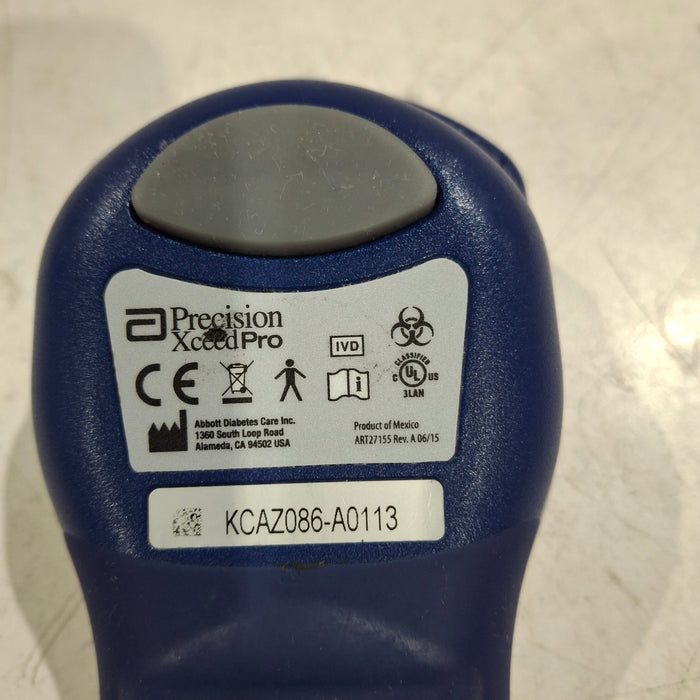 Precision
XceedPro
IVD
CE
i
CLASSIFIED
C UL US
3LAN
Abbott Diabetes Care Inc.
1360 South Loop Road
Alameda, CA 94502 USA
Product of Mexico
ART27155 Rev. A 06/15
KCAZ086-A0113